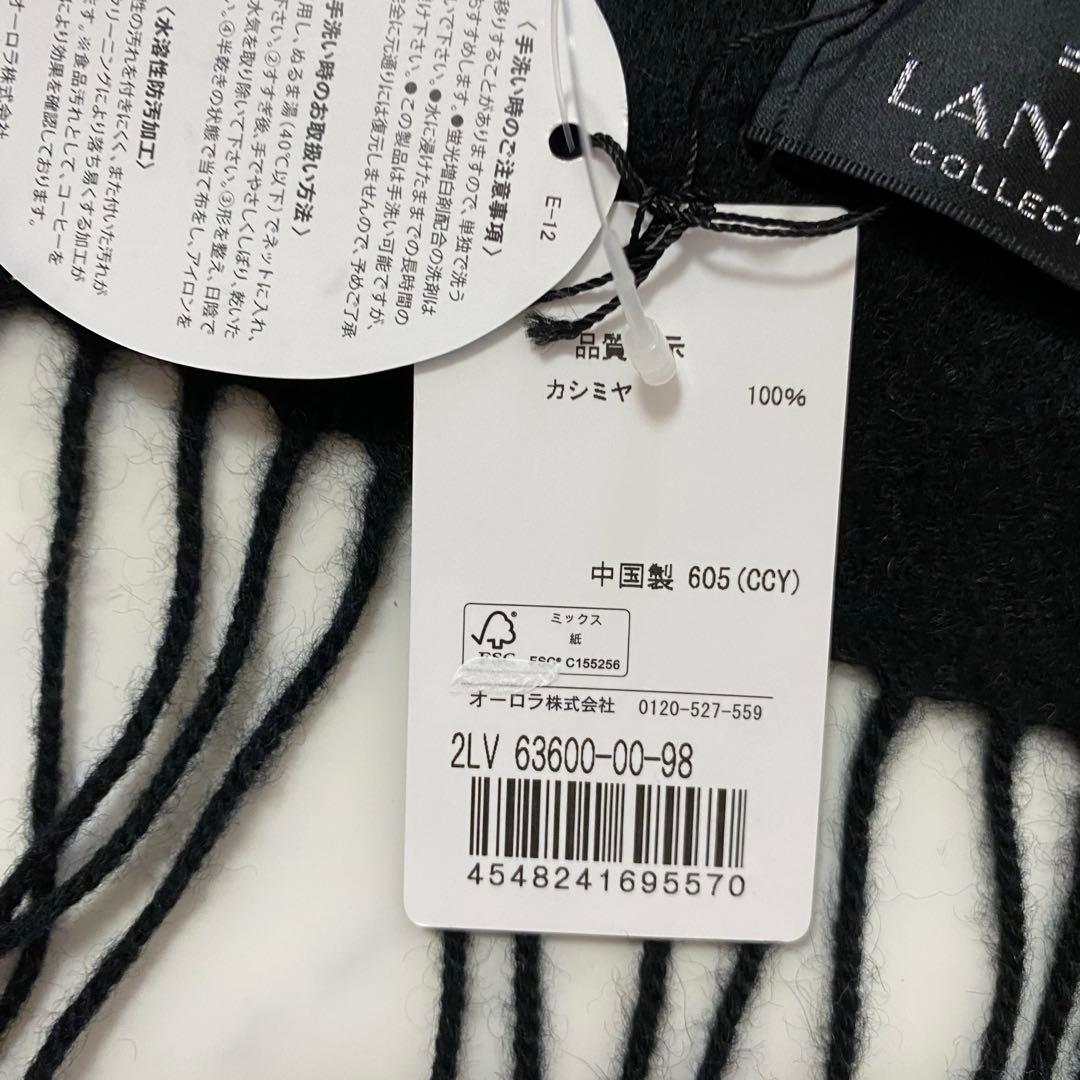 〈手洗い時のご注意事項〉
移りすることがありますので、単独で洗う
おすすめします。●蛍光増白剤配合の洗剤は
いで下さい。●水に浸けたままでの長時間の
け下さい。●この製品は手洗い可能ですが、
完全に元通りには復元しませんので、予めご了承
〈手洗い時のお取扱い方法〉
用し、ぬるま湯(40℃以下)でネットに入れ、
下さい。②すすぎ後、手でやさしくしぼり、乾いた
水気を取り除いて下さい。③形を整え、日陰で
い。④半乾きの状態で当て布をし、アイロンを
〈水溶性防汚加工〉
性の汚れを付きにくく、また付いた汚れが
クリーニングにより落ち易くする加工が
ます。※食品汚れとして、コーヒーを
により効果を確認しております。
オーロラ株式会社
E-12
LAN
COLLECT
品質 示
カシミヤ 100%
中国製 605(CCY)
ミックス
紙
FSC® C155256
オーロラ株式会社 0120-527-559
2LV 63600-00-98
4548241695570